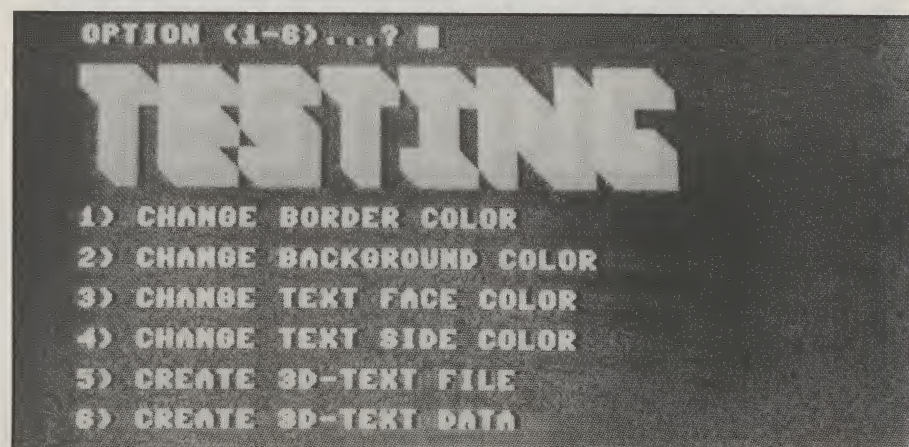 OPTION (1-6)...?
TESTING
1) CHANGE BORDER COLOR
2) CHANGE BACKGROUND COLOR
3) CHANGE TEXT FACE COLOR
4) CHANGE TEXT SIDE COLOR
5) CREATE 3D-TEXT FILE
6) CREATE 3D-TEXT DATA